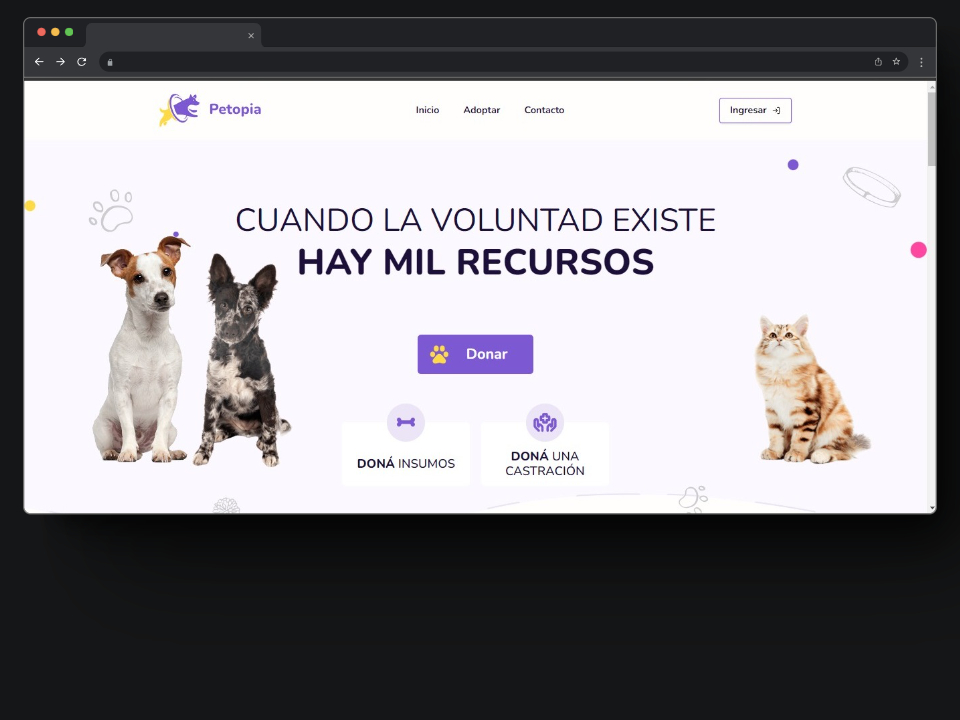 Petopia
Inicio
Adoptar
Contacto
Ingresar
CUANDO LA VOLUNTAD EXISTE
HAY MIL RECURSOS
Donar
DONÁ INSUMOS
DONÁ UNA
CASTRACIÓN